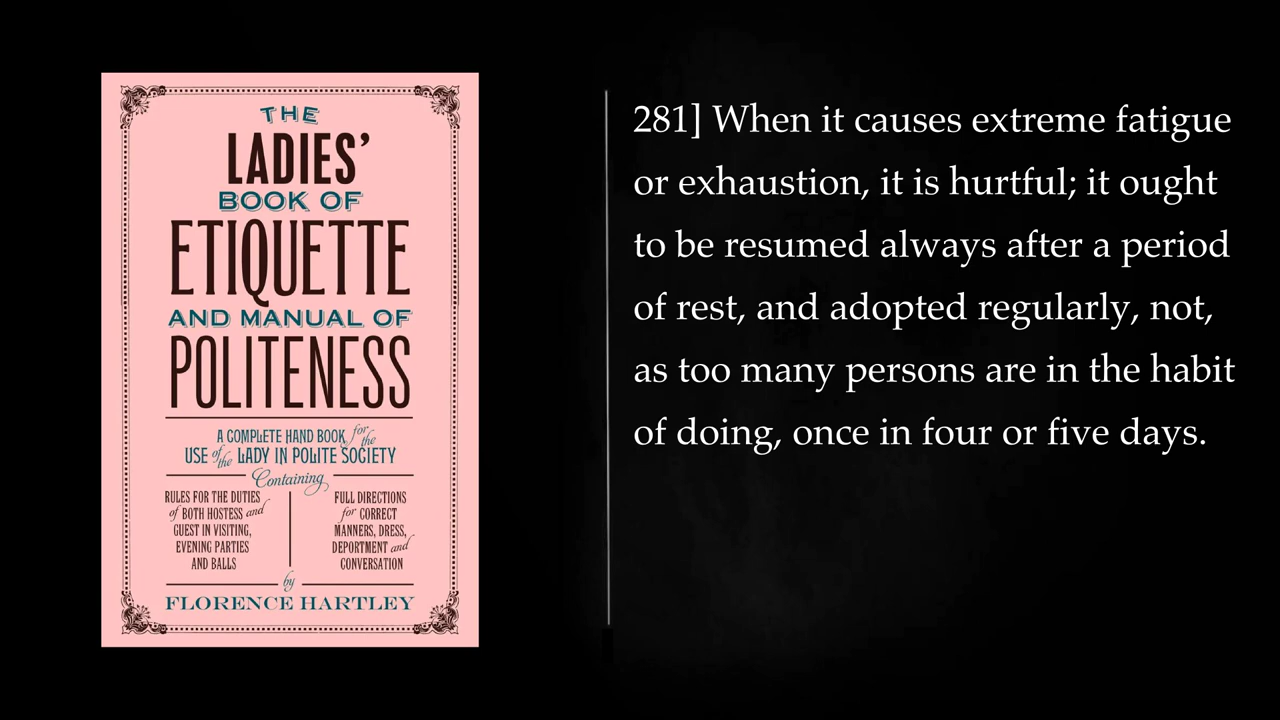 THE
LADIES’
BOOK OF
ETIQUETTE
AND MANUAL OF
POLITENESS
A COMPLETE HAND BOOK for the
USE of the LADY IN POLITE SOCIETY
Containing
RULES FOR THE DUTIES
of BOTH HOSTESS and
GUEST IN VISITING,
EVENING PARTIES
AND BALLS
FULL DIRECTIONS
for CORRECT
MANNERS, DRESS,
DEPORTMENT and
CONVERSATION
by
FLORENCE HARTLEY
281] When it causes extreme fatigue
or exhaustion, it is hurtful; it ought
to be resumed always after a period
of rest, and adopted regularly, not,
as too many persons are in the habit
of doing, once in four or five days.